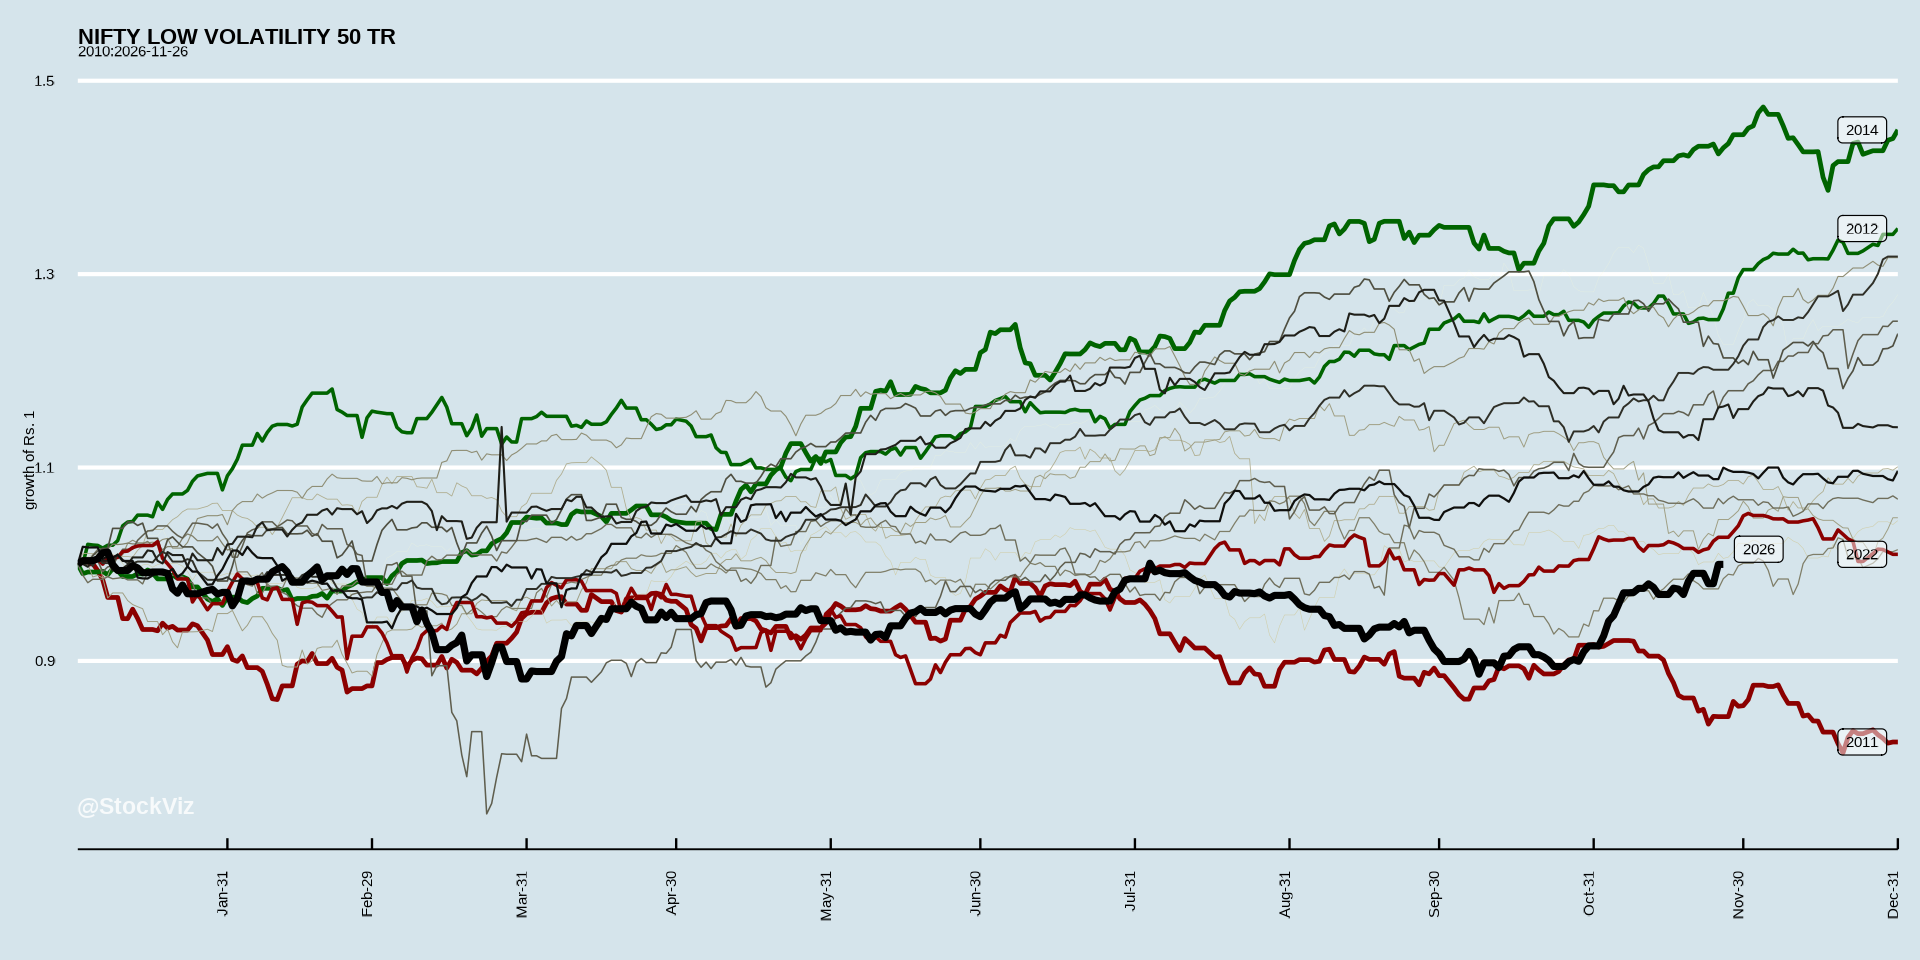 NIFTY LOW VOLATILITY 50 TR
2010:2026-11-26
1.5
1.3
1.1
0.9
growth of Rs. 1
2014
2012
2026
2022
2011
@StockViz
Jan-31
Feb-29
Mar-31
Apr-30
May-31
Jun-30
Jul-31
Aug-31
Sep-30
Oct-31
Nov-30
Dec-31